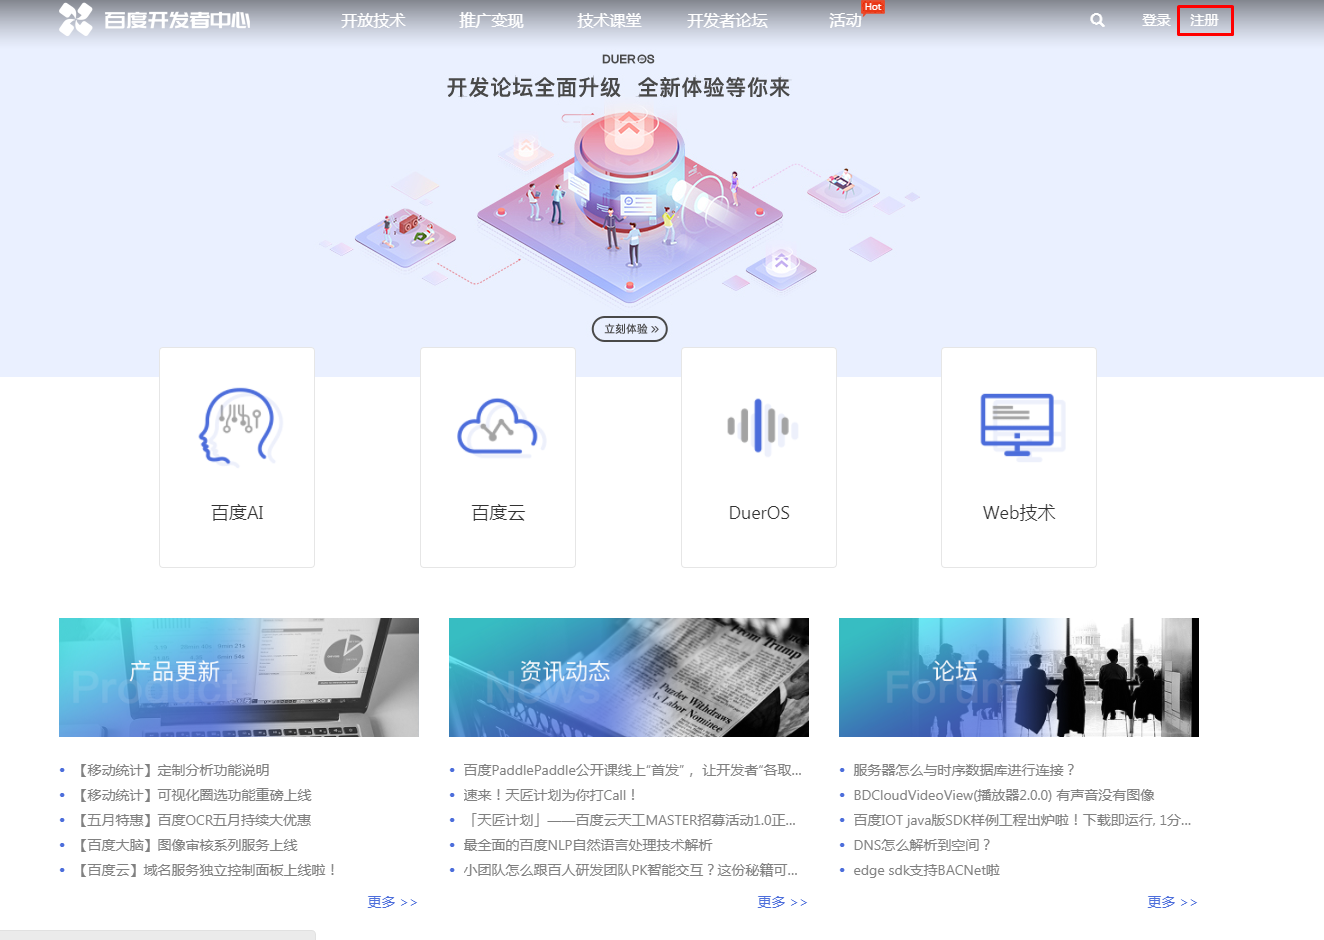 百度开发者中心 开放技术 推广变现 技术课堂 开发者论坛 活动 Hot 登录 注册
DUEROS
开发论坛全面升级 全新体验等你来
立刻体验 »
百度AI 百度云 DuerOS Web技术
产品更新 资讯动态 论坛
Product News Forum
From Trump
Purder Withdraws
As Labor Nominee
【移动统计】定制分析功能说明
【移动统计】可视化圈选功能重磅上线
【五月特惠】百度OCR五月持续大优惠
【百度大脑】图像审核系列服务上线
【百度云】域名服务独立控制面板上线啦！
更多 >>
百度PaddlePaddle公开课线上“首发”，让开发者“各取...
速来！天匠计划为你打Call！
「天匠计划」——百度云天工MASTER招募活动1.0正...
最全面的百度NLP自然语言处理技术解析
小团队怎么跟百人研发团队PK智能交互？这份秘籍可...
更多 >>
服务器怎么与时序数据库进行连接？
BDCloudVideoView(播放器2.0.0) 有声音没有图像
百度IOT java版SDK样例工程出炉啦！下载即运行, 1分...
DNS怎么解析到空间？
edge sdk支持BACNet啦
更多 >>